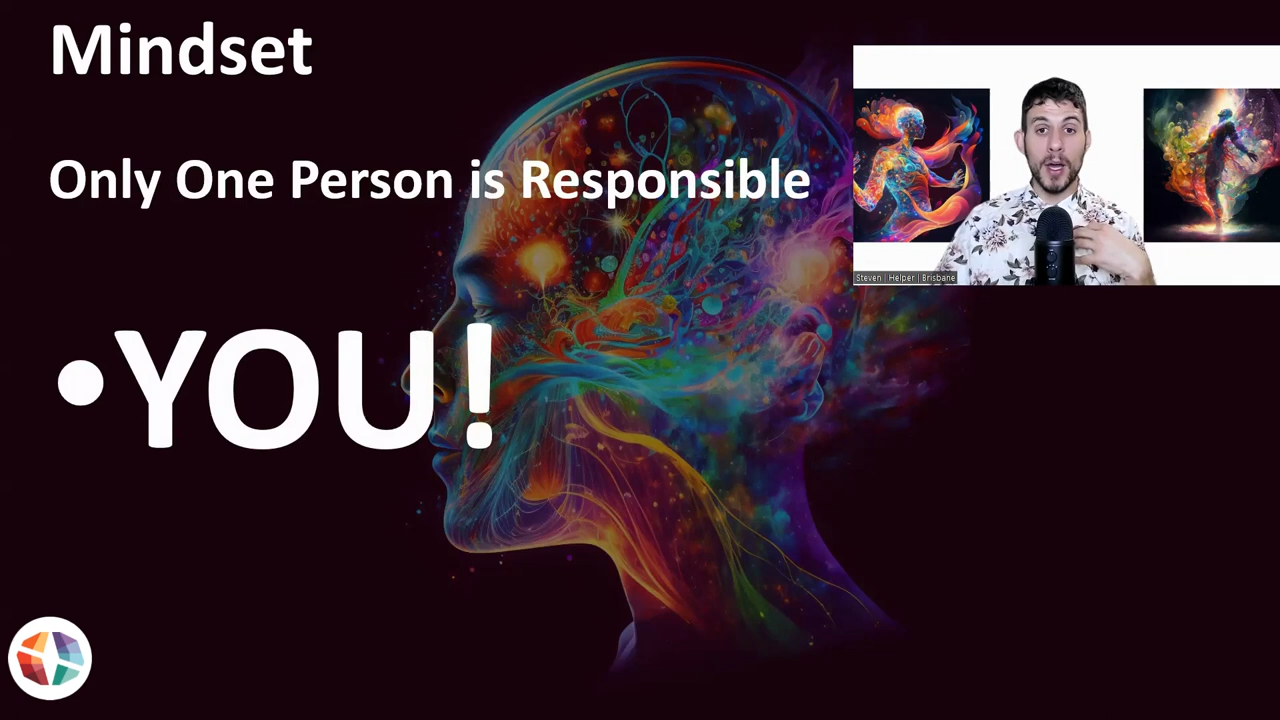 Mindset
Only One Person is Responsible
•YOU!
Steven | Helper | Brisbane